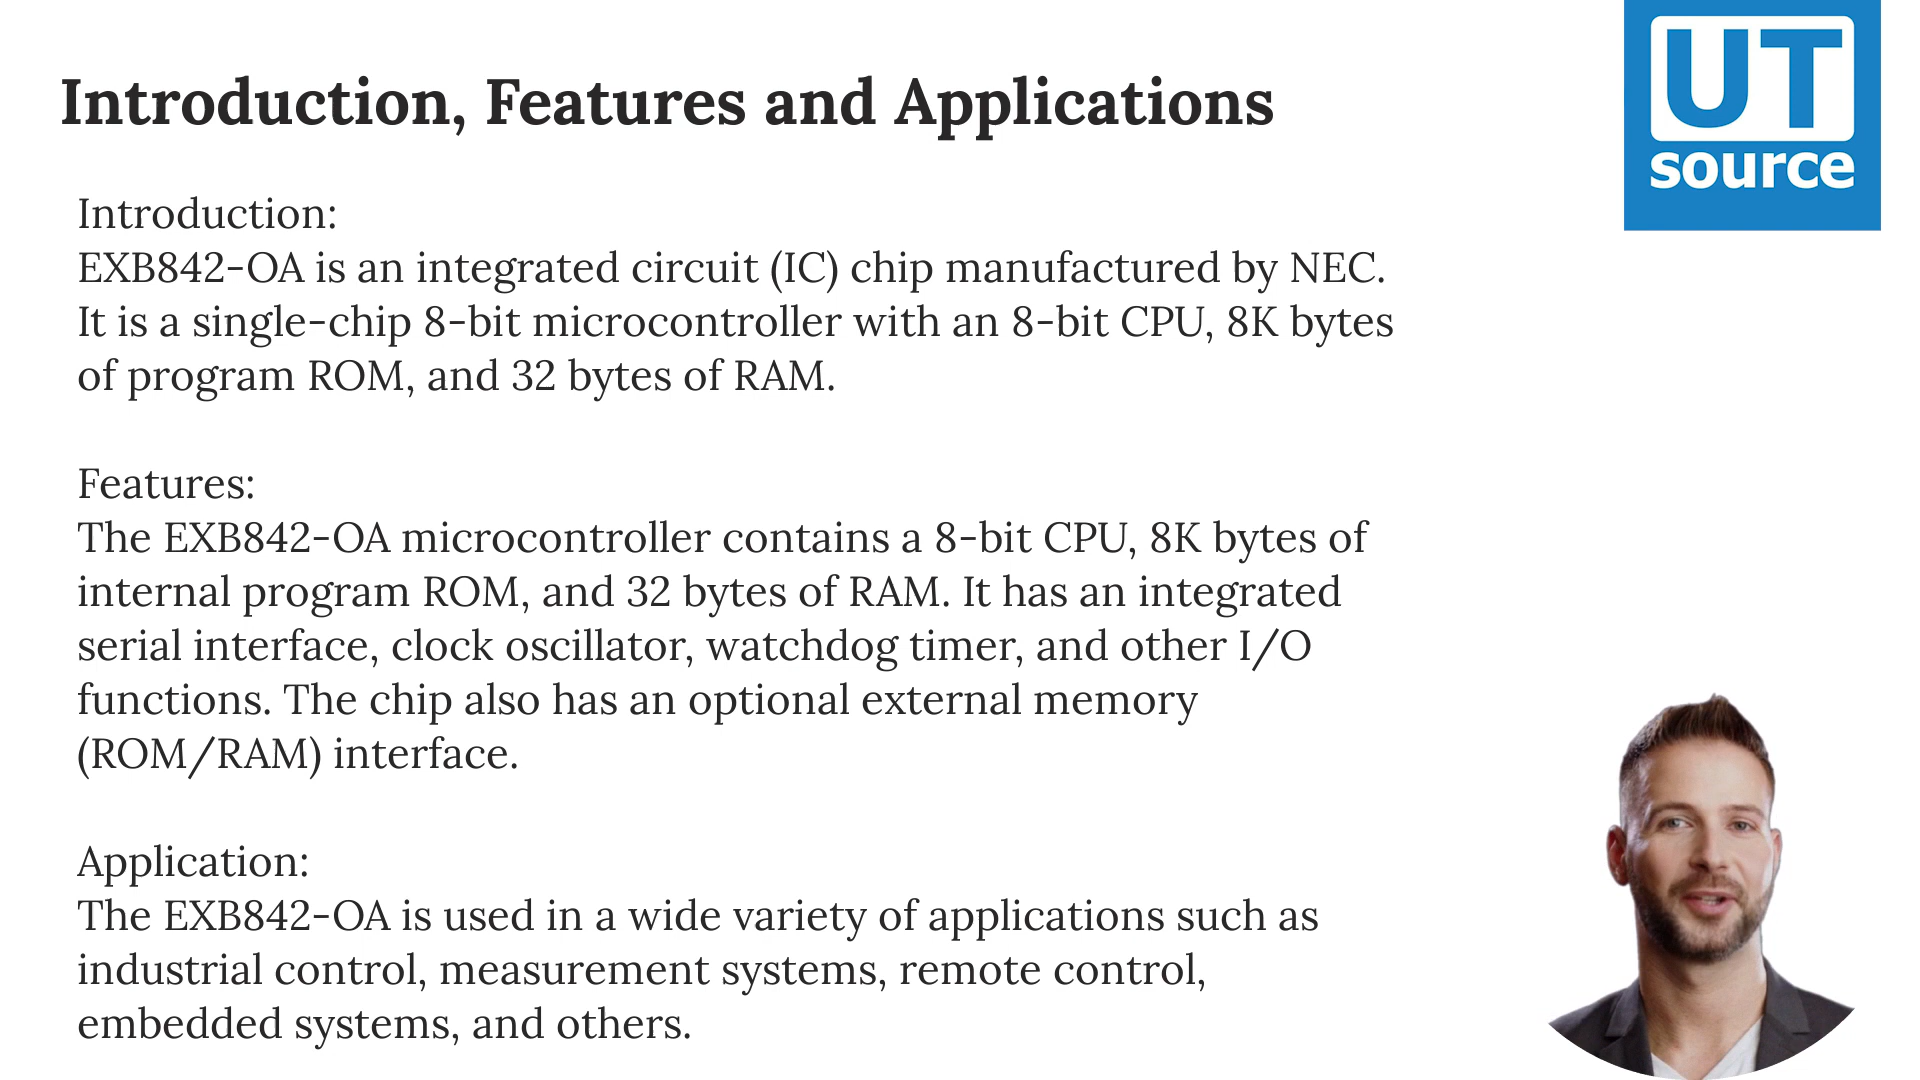 Introduction, Features and Applications
UT
source
Introduction:
EXB842-OA is an integrated circuit (IC) chip manufactured by NEC.
It is a single-chip 8-bit microcontroller with an 8-bit CPU, 8K bytes
of program ROM, and 32 bytes of RAM.
Features:
The EXB842-OA microcontroller contains a 8-bit CPU, 8K bytes of
internal program ROM, and 32 bytes of RAM. It has an integrated
serial interface, clock oscillator, watchdog timer, and other I/O
functions. The chip also has an optional external memory
(ROM/RAM) interface.
Application:
The EXB842-OA is used in a wide variety of applications such as
industrial control, measurement systems, remote control,
embedded systems, and others.